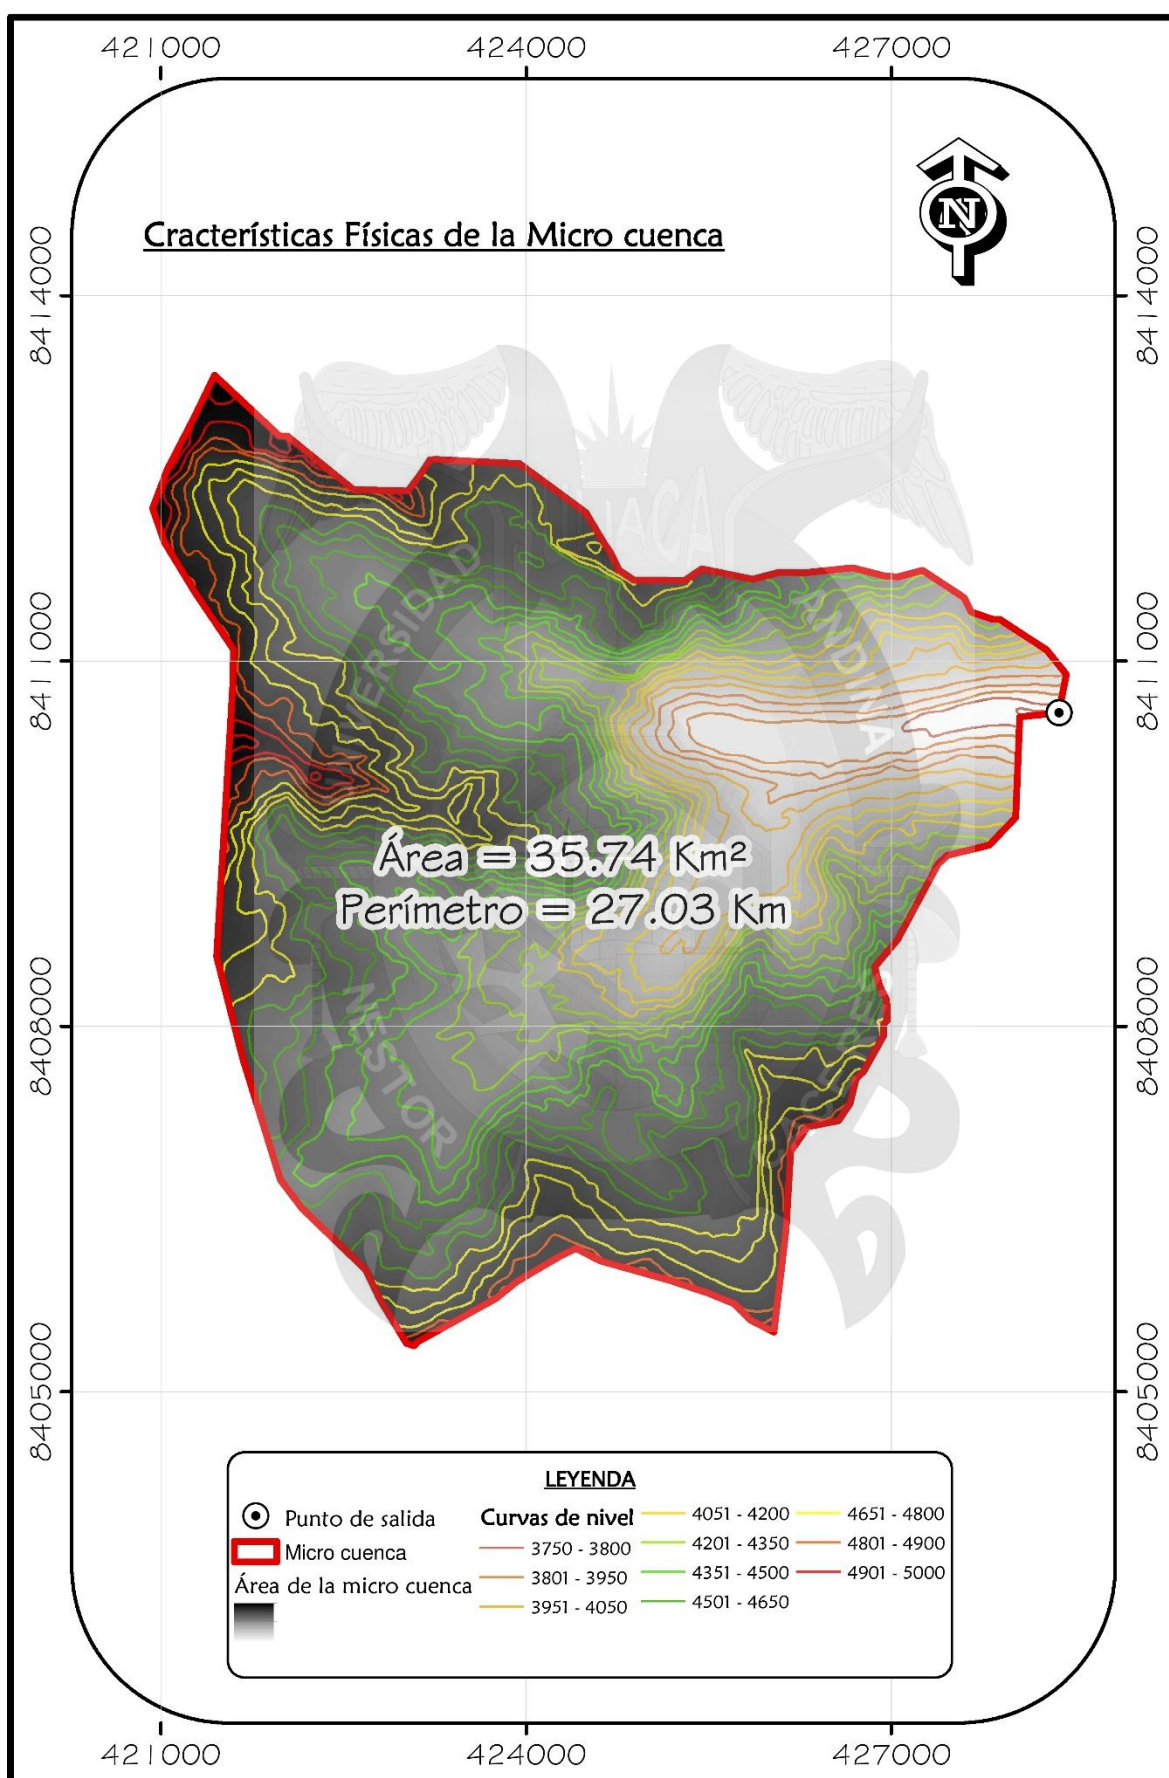 421000 424000 427000
Cracterísticas Físicas de la Micro cuenca
N
8414000 8414000
UNIVERSIDAD ANDINA
8411000 8411000
Área = 35.74 Km²
Perímetro = 27.03 Km
NÉSTOR
8408000 8408000
8405000 8405000
LEYENDA
Punto de salida
Micro cuenca
Área de la micro cuenca
Curvas de nivel
3750 - 3800
3801 - 3950
3951 - 4050
4051 - 4200
4201 - 4350
4351 - 4500
4501 - 4650
4651 - 4800
4801 - 4900
4901 - 5000
421000 424000 427000